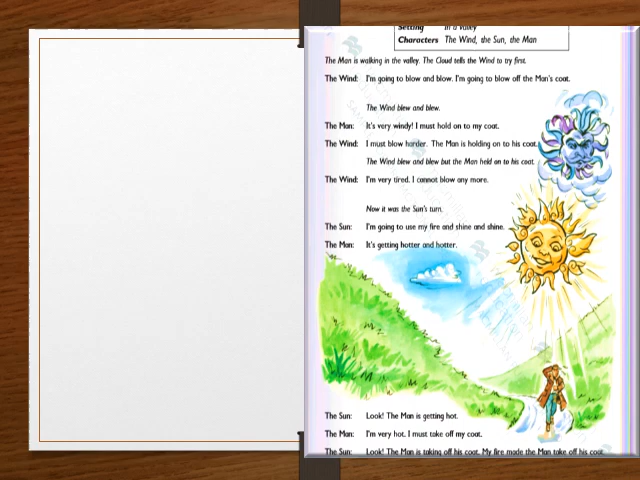 Setting In a valley
Characters The Wind, the Sun, the Man
The Man is walking in the valley. The Cloud tells the Wind to try first.
The Wind: I'm going to blow and blow. I'm going to blow off the Man's coat.
The Wind blew and blew.
The Man: It's very windy! I must hold on to my coat.
The Wind: I must blow harder. The Man is holding on to his coat.
The Wind blew and blew but the Man held on to his coat.
The Wind: I'm very tired. I cannot blow any more.
Now it was the Sun's turn.
The Sun: I'm going to use my fire and shine and shine.
The Man: It's getting hotter and hotter.
The Sun: Look! The Man is getting hot.
The Man: I'm very hot. I must take off my coat.
The Sun: Look! The Man is taking off his coat. My fire made the Man take off his coat.